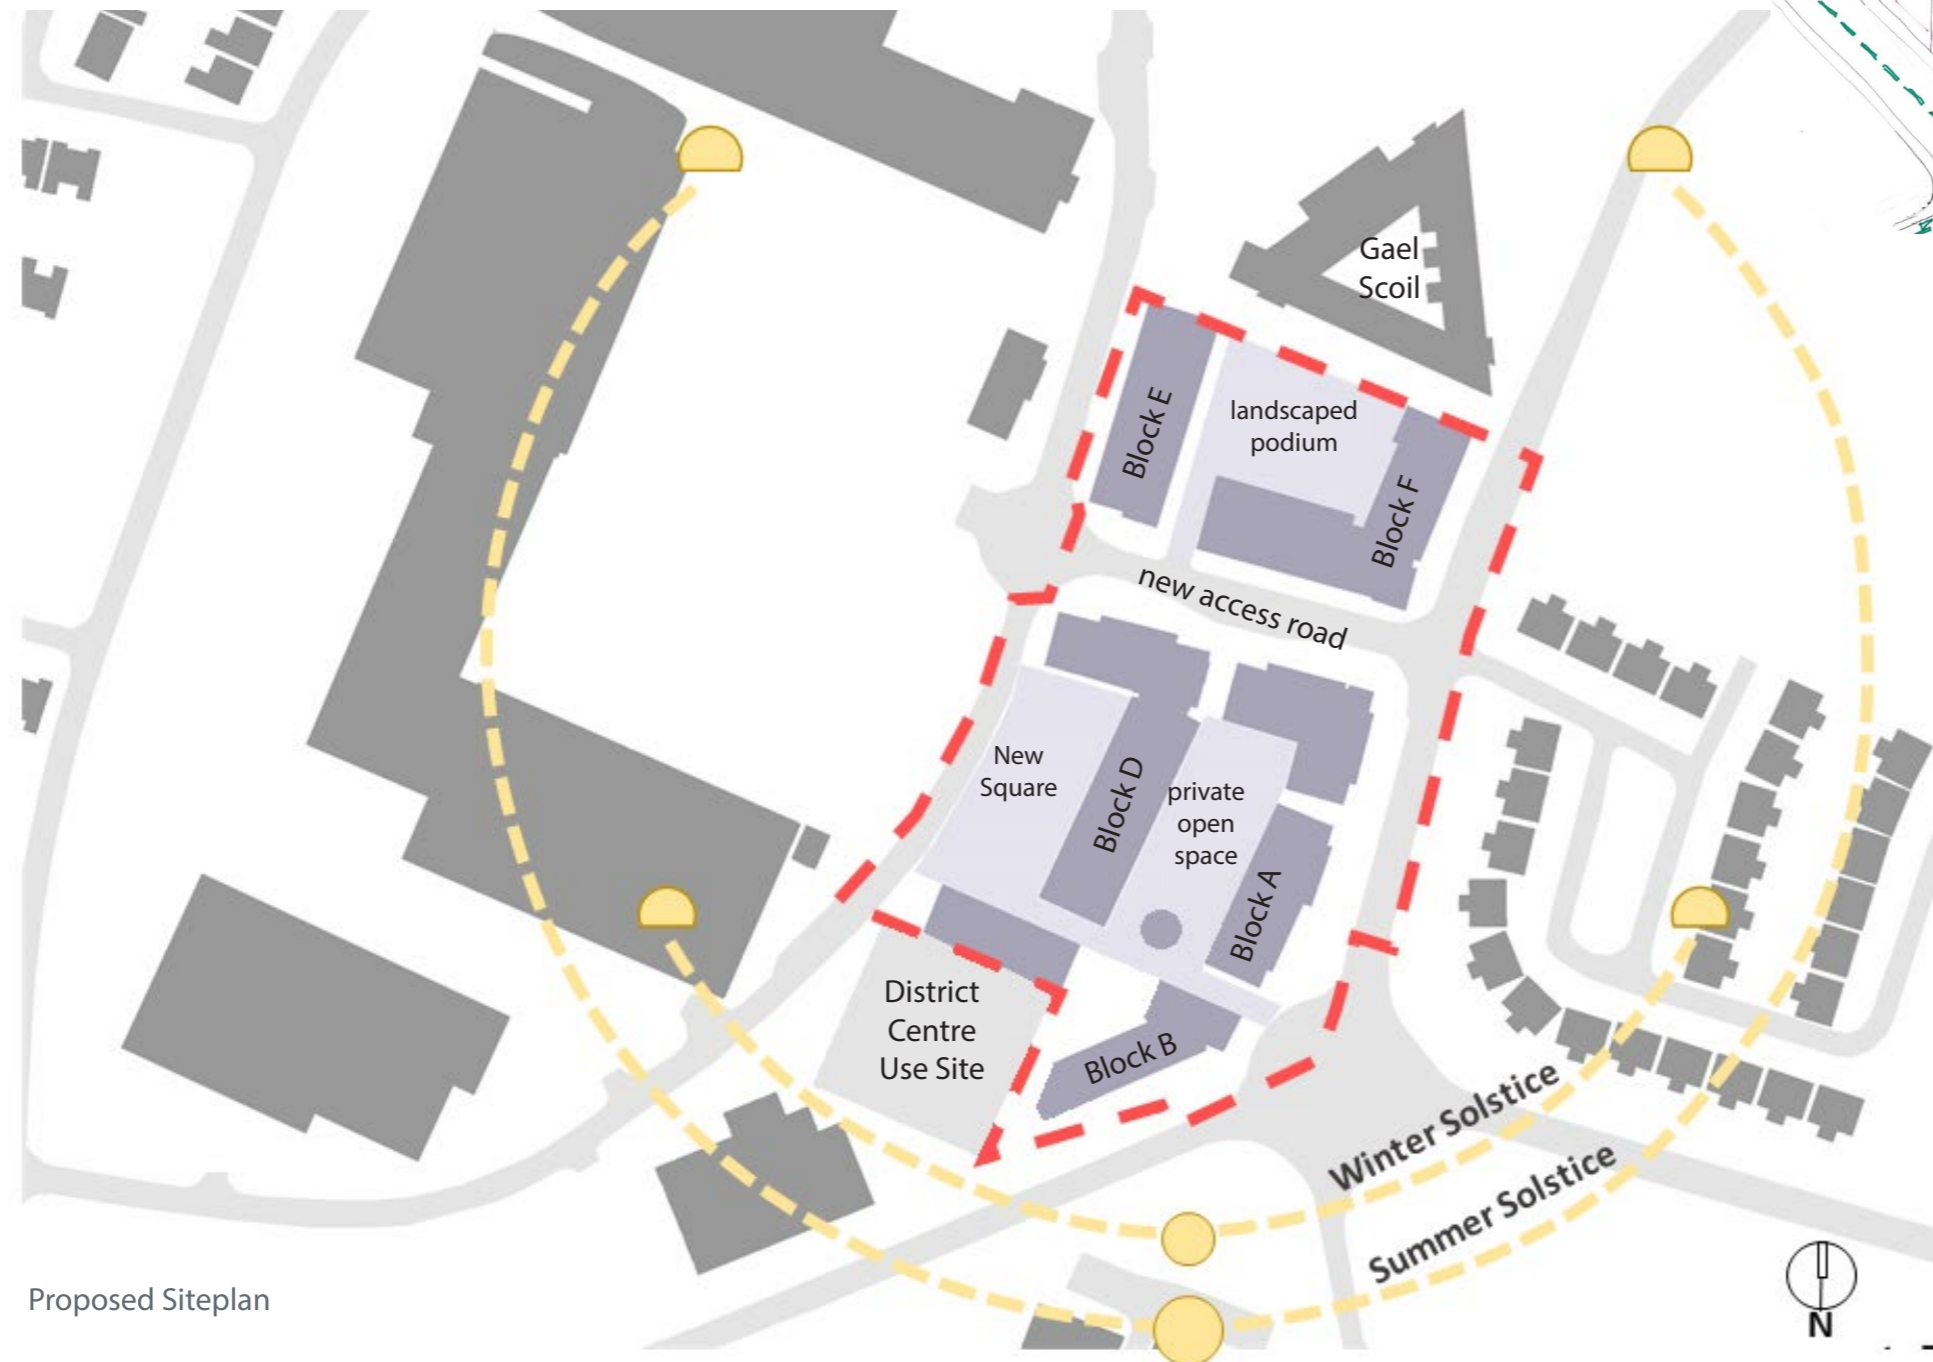 Gael
Scoil
Block E
landscaped
podium
Block F
new access road
New
Square
Block D
private
open
space
Block A
District
Centre
Use Site
Block B
Winter Solstice
Summer Solstice
Proposed Siteplan
N